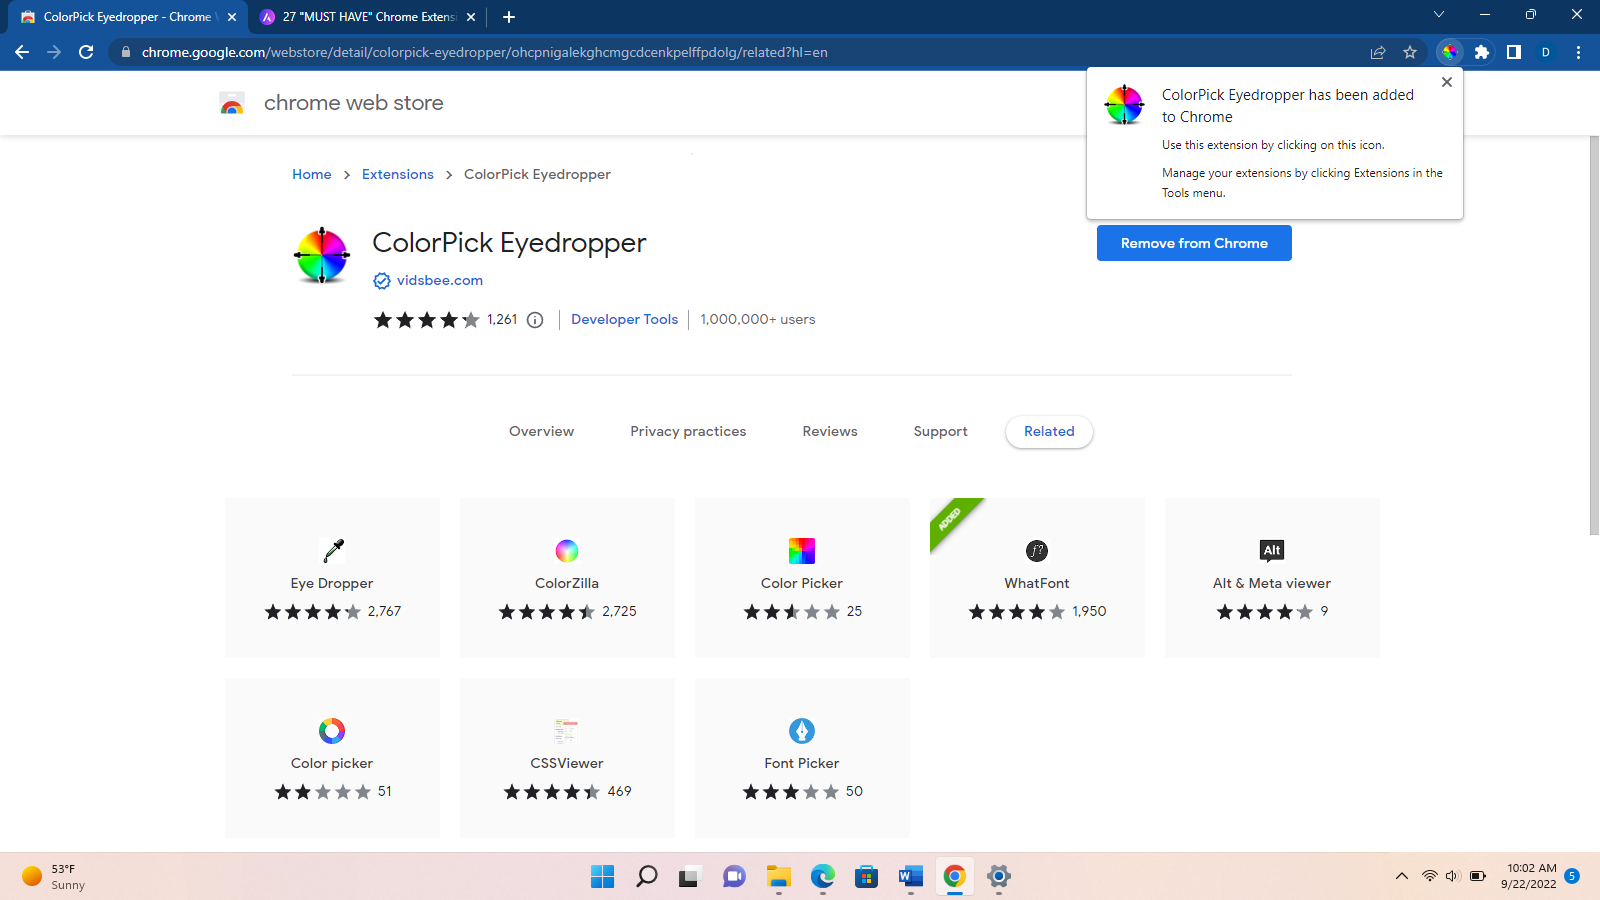 ColorPick Eyedropper - Chrome W
27 "MUST HAVE" Chrome Extensi
chrome.google.com/webstore/detail/colorpick-eyedropper/ohcpnigalekghcmgcdcenkpelffpdolg/related?hl=en
D
chrome web store
ColorPick Eyedropper has been added
to Chrome
Use this extension by clicking on this icon.
Manage your extensions by clicking Extensions in the
Tools menu.
Home > Extensions > ColorPick Eyedropper
ColorPick Eyedropper
Remove from Chrome
vidsbee.com
1,261
Developer Tools
1,000,000+ users
Overview
Privacy practices
Reviews
Support
Related
Eye Dropper
2,767
ColorZilla
2,725
Color Picker
25
ADDED
f?
WhatFont
1,950
Alt
Alt & Meta viewer
9
Color picker
51
CSSViewer
469
Font Picker
50
53°F
Sunny
W
10:02 AM
9/22/2022
5